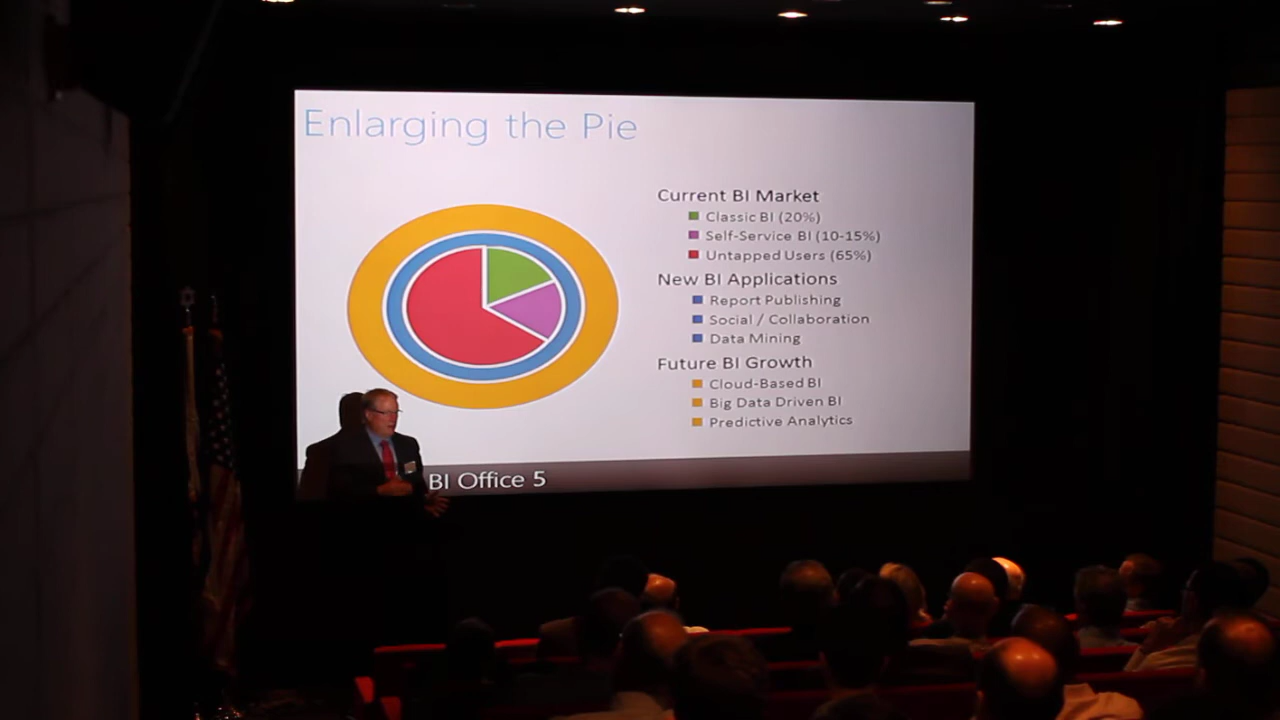 Enlarging the Pie
Current BI Market
Classic BI (20%)
Self-Service BI (10-15%)
Untapped Users (65%)
New BI Applications
Report Publishing
Social / Collaboration
Data Mining
Future BI Growth
Cloud-Based BI
Big Data Driven BI
Predictive Analytics
BI Office 5